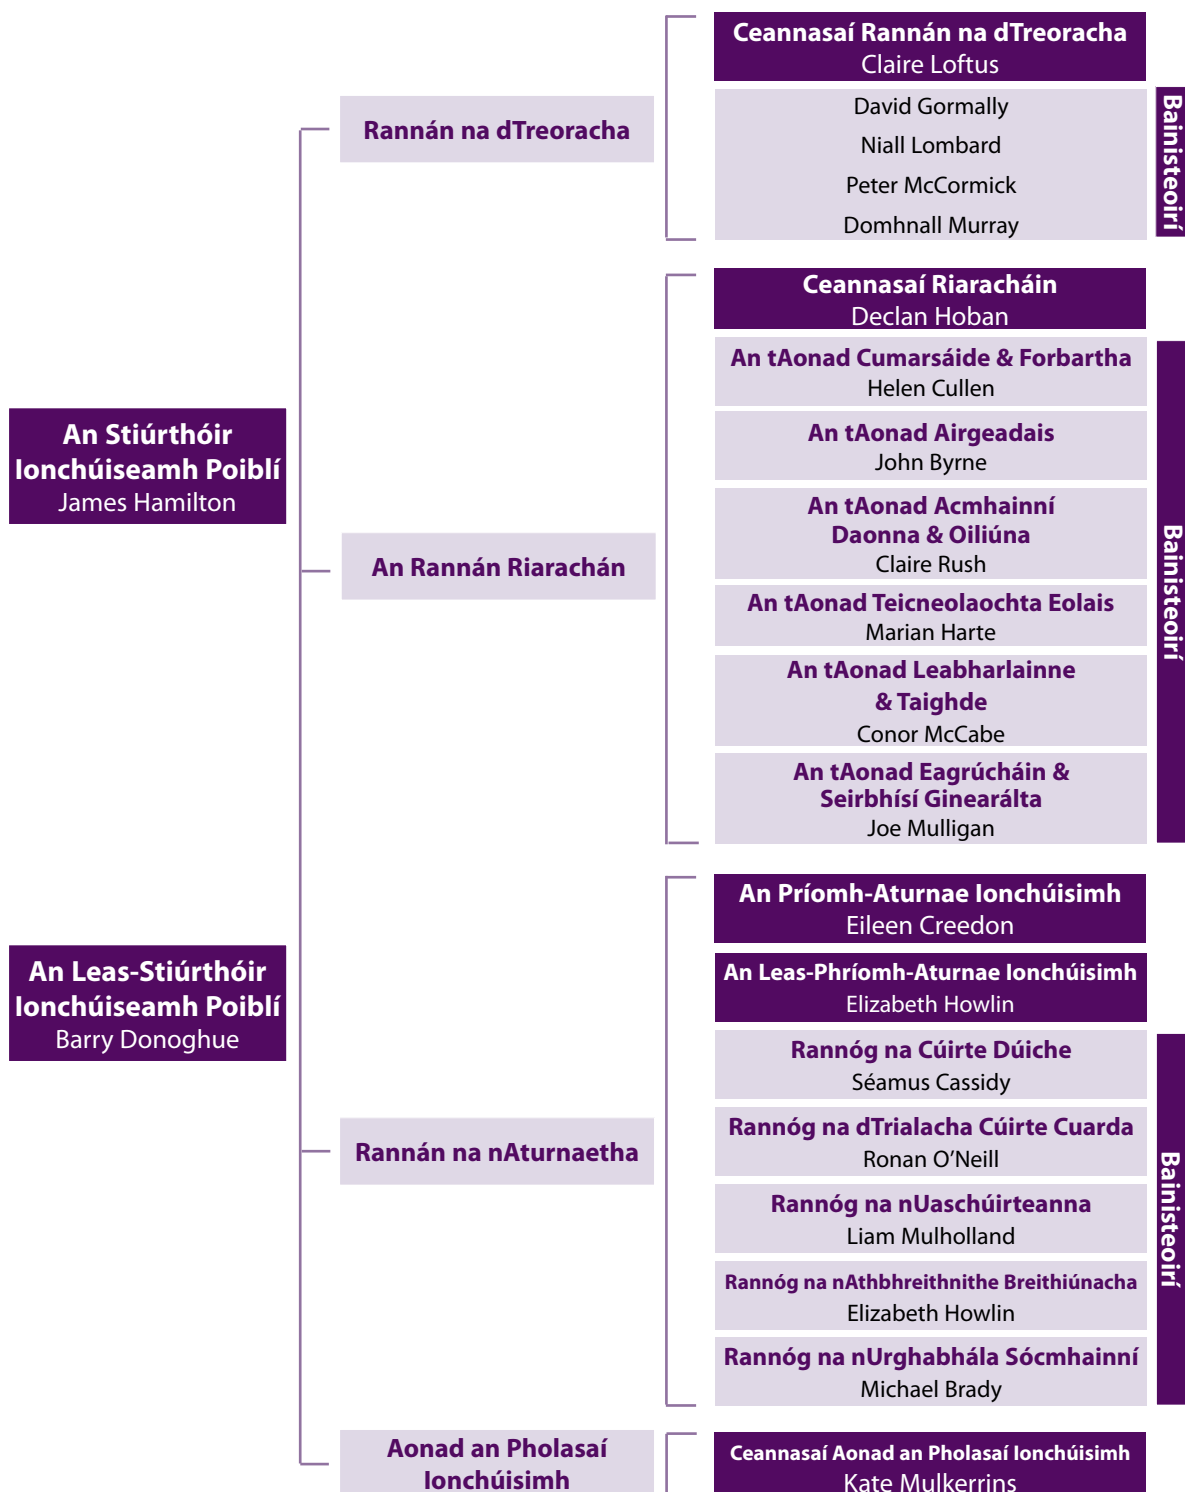 An Stiúrthóir
Ionchúiseamh Poiblí
James Hamilton
An Leas-Stiúrthóir
Ionchúiseamh Poiblí
Barry Donoghue
Rannán na dTreoracha
Ceannasaí Rannán na dTreoracha
Claire Loftus
David Gormally
Niall Lombard
Peter McCormick
Domhnall Murray
Bainisteoirí
An Rannán Riarachán
Ceannasaí Riaracháin
Declan Hoban
An tAonad Cumarsáide & Forbartha
Helen Cullen
An tAonad Airgeadais
John Byrne
An tAonad Acmhainní
Daonna & Oiliúna
Claire Rush
An tAonad Teicneolaochta Eolais
Marian Harte
An tAonad Leabharlainne
& Taighde
Conor McCabe
An tAonad Eagrúcháin &
Seirbhísí Ginearálta
Joe Mulligan
Bainisteoirí
Rannán na nAturnaetha
An Príomh-Aturnae Ionchúisimh
Eileen Creedon
An Leas-Phríomh-Aturnae Ionchúisimh
Elizabeth Howlin
Rannóg na Cúirte Dúiche
Séamus Cassidy
Rannóg na dTrialacha Cúirte Cuarda
Ronan O’Neill
Rannóg na nUaschúirteanna
Liam Mulholland
Rannóg na nAthbhreithnithe Breithiúnacha
Elizabeth Howlin
Rannóg na nUrghabhála Sócmhainní
Michael Brady
Bainisteoirí
Aonad an Pholasaí
Ionchúisimh
Ceannasaí Aonad an Pholasaí Ionchúisimh
Kate Mulkerrins